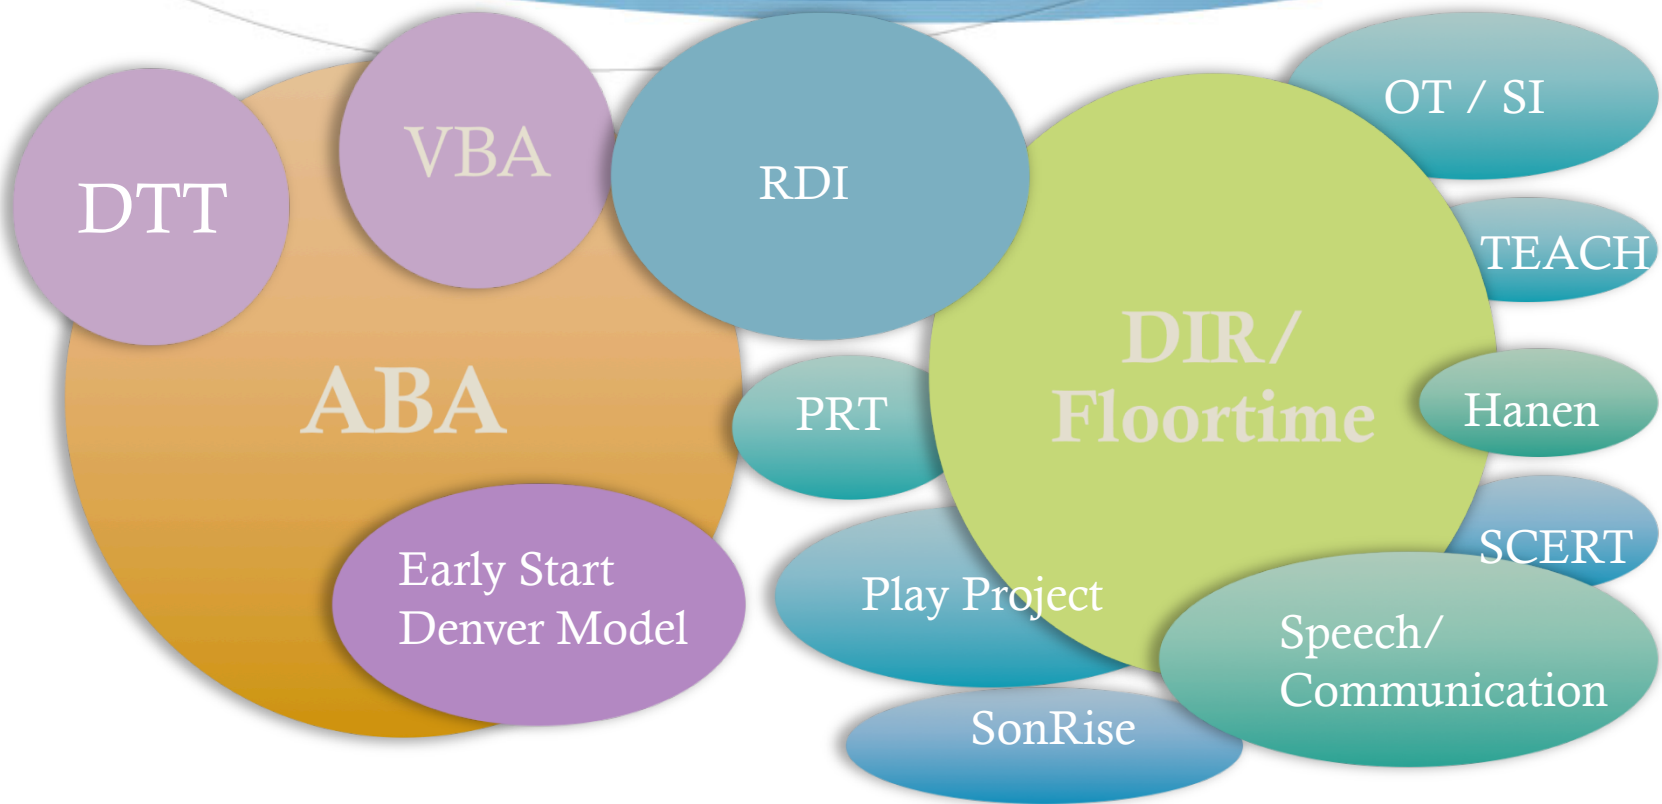 DTT
VBA
RDI
OT / SI
TEACH
ABA
DIR/
Floortime
PRT
Hanen
SCERT
Early Start
Denver Model
Play Project
Speech/
Communication
SonRise